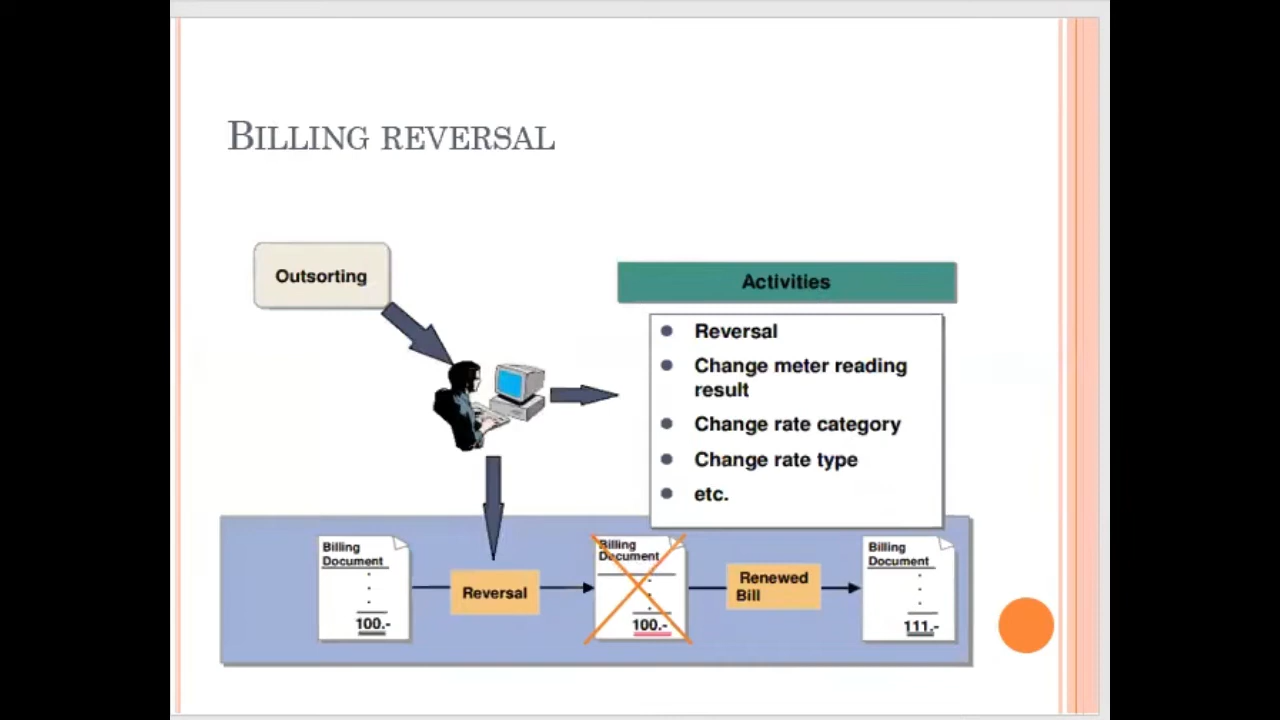 BILLING REVERSAL
Outsorting
Activities
Reversal
Change meter reading
result
Change rate category
Change rate type
etc.
Billing
Document
100.-
Reversal
Billing
Document
100.-
Renewed
Bill
Billing
Document
111.-